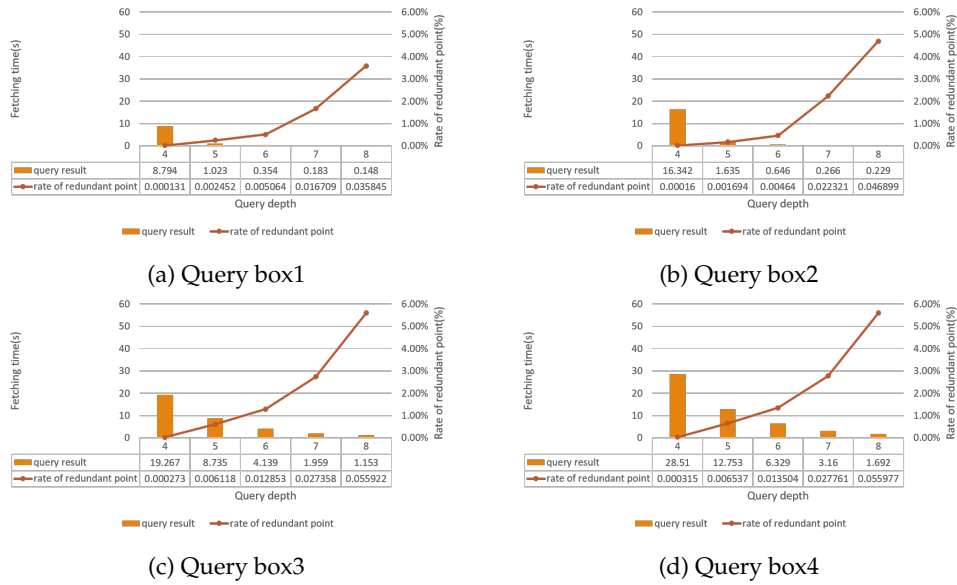 60
50
40
30
20
10
0
Fetching time(s)
6.00%
5.00%
4.00%
3.00%
2.00%
1.00%
0.00%
Rate of redundant point(%)
4 5 6 7 8
query result 8.794 1.023 0.354 0.183 0.148
rate of redundant point 0.000131 0.002452 0.005064 0.016709 0.035845
Query depth
query result rate of redundant point
(a) Query box1
60
50
40
30
20
10
0
Fetching time(s)
6.00%
5.00%
4.00%
3.00%
2.00%
1.00%
0.00%
Rate of redundant point(%)
4 5 6 7 8
query result 16.342 1.635 0.646 0.266 0.229
rate of redundant point 0.00016 0.001694 0.00464 0.022321 0.046899
Query depth
query result rate of redundant point
(b) Query box2
60
50
40
30
20
10
0
Fetching time(s)
6.00%
5.00%
4.00%
3.00%
2.00%
1.00%
0.00%
Rate of redundant point(%)
4 5 6 7 8
query result 19.267 8.735 4.139 1.959 1.153
rate of redundant point 0.000273 0.006118 0.012853 0.027358 0.055922
Query depth
query result rate of redundant point
(c) Query box3
60
50
40
30
20
10
0
Fetching time(s)
6.00%
5.00%
4.00%
3.00%
2.00%
1.00%
0.00%
Rate of redundant point(%)
4 5 6 7 8
query result 28.51 12.753 6.329 3.16 1.692
rate of redundant point 0.000315 0.006537 0.013504 0.027761 0.055977
Query depth
query result rate of redundant point
(d) Query box4